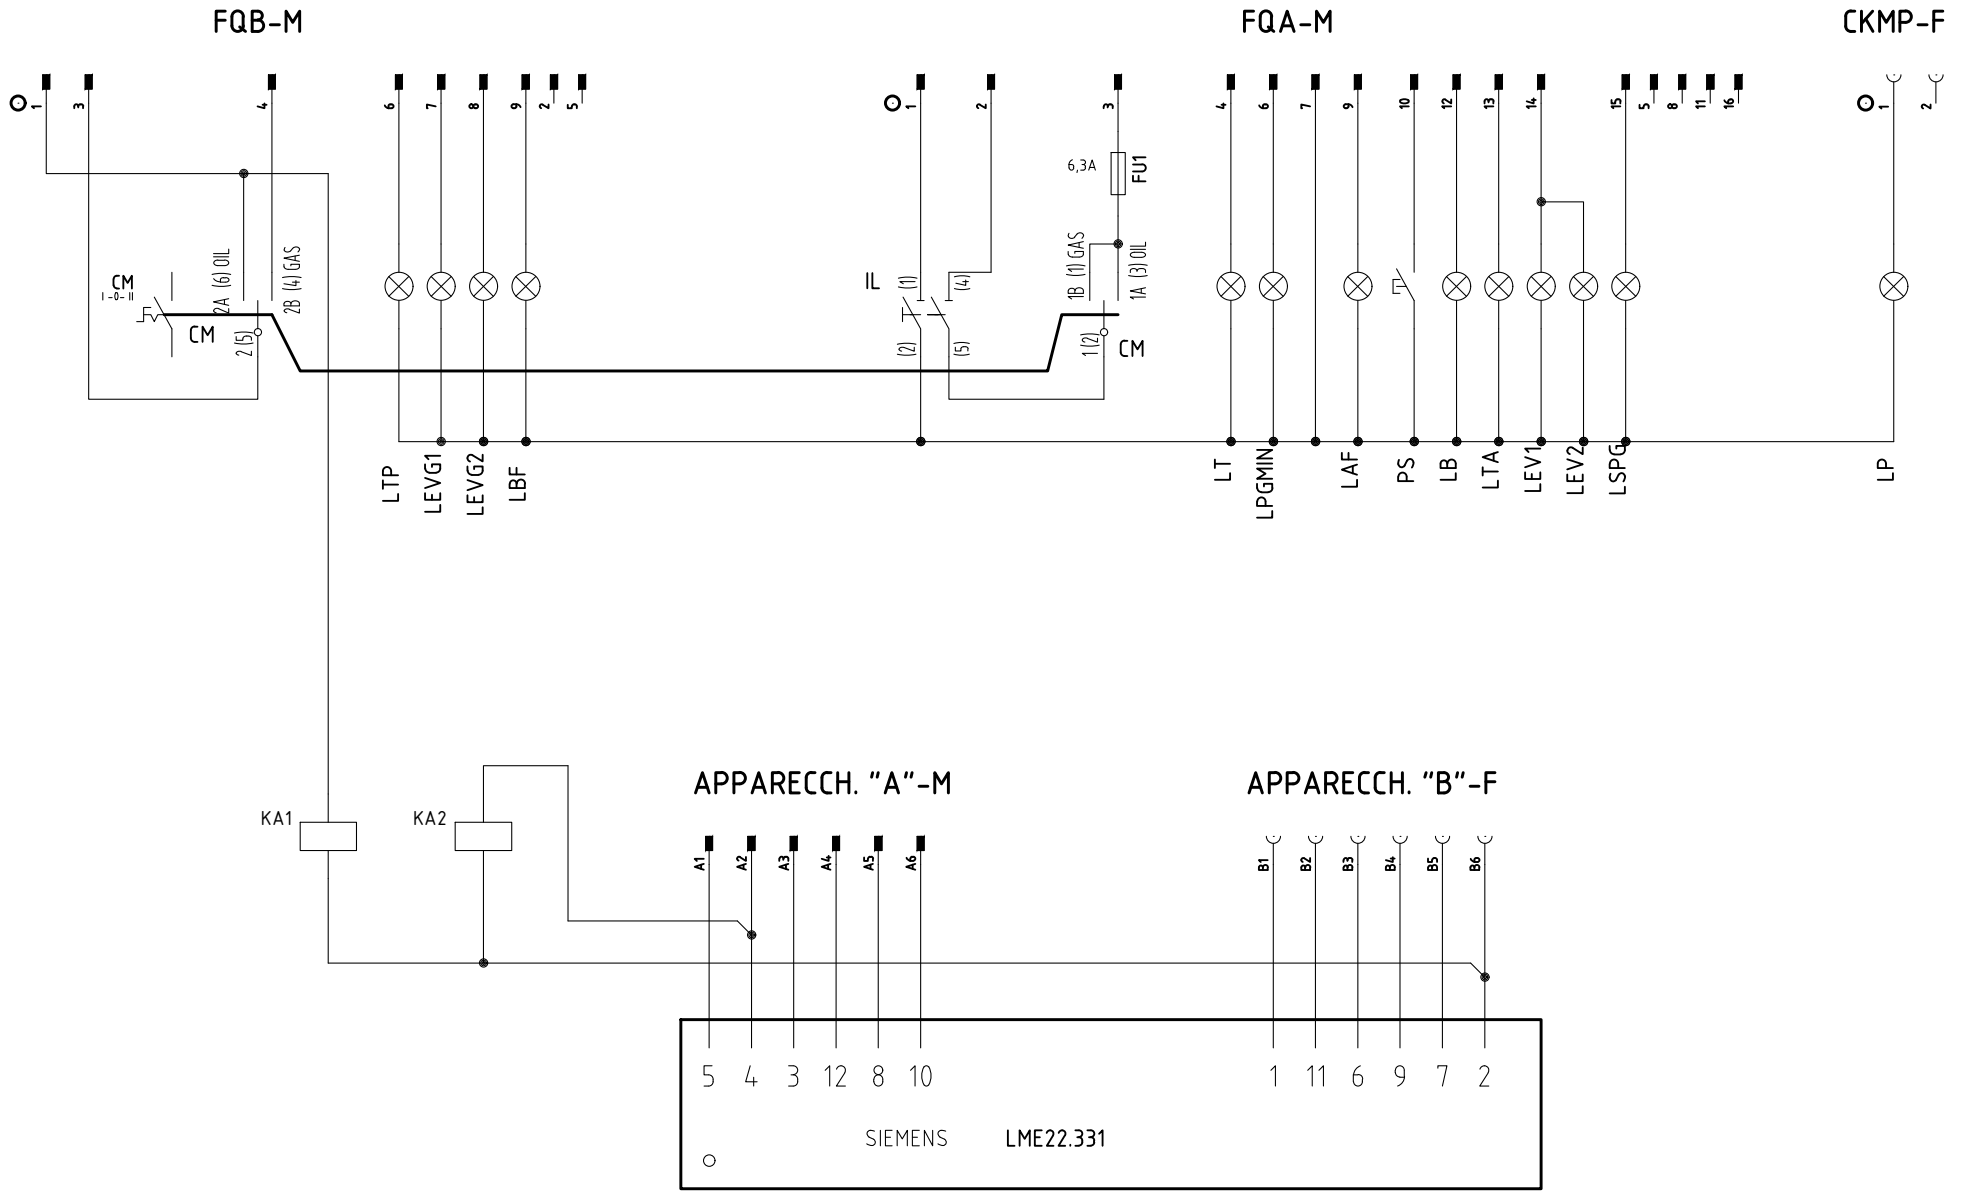 FQB-M
FQA-M
CKMP-F
1
3
4
6
7
8
9
2
5
1
2
3
4
6
7
9
10
12
13
14
15
5
8
11
16
1
2
6,3A
FU1
CM
I-0-II
CM
2A (6) OIL
2B (4) GAS
2 (5)
IL
(1)
(4)
(2)
(5)
1B (1) GAS
1A (3) OIL
1 (2)
CM
LTP
LEVG1
LEVG2
LBF
LT
LPGMIN
LAF
PS
LB
LTA
LEV1
LEV2
LSPG
LP
APPARECCH. "A"-M
APPARECCH. "B"-F
KA1
KA2
A1
A2
A3
A4
A5
A6
B1
B2
B3
B4
B5
B6
5 4 3 12 8 10
1 11 6 9 7 2
SIEMENS LME22.331